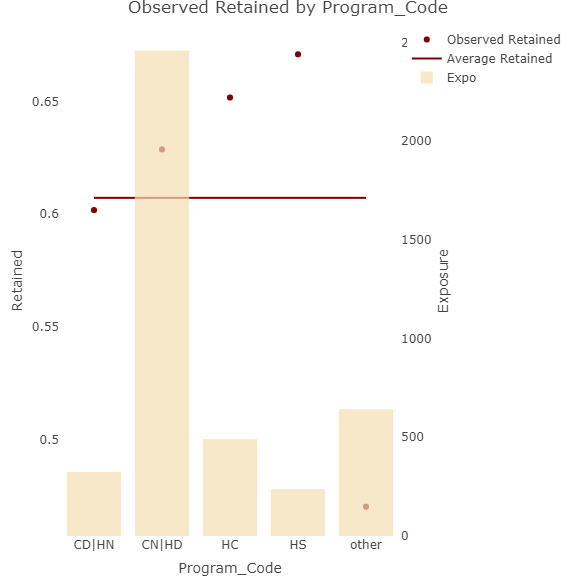 Observed Retained by Program_Code
Observed Retained
Average Retained
Expo
0.65
0.6
0.55
0.5
Retained
2
2000
1500
1000
500
0
Exposure
CD|HN
CN|HD
HC
HS
other
Program_Code